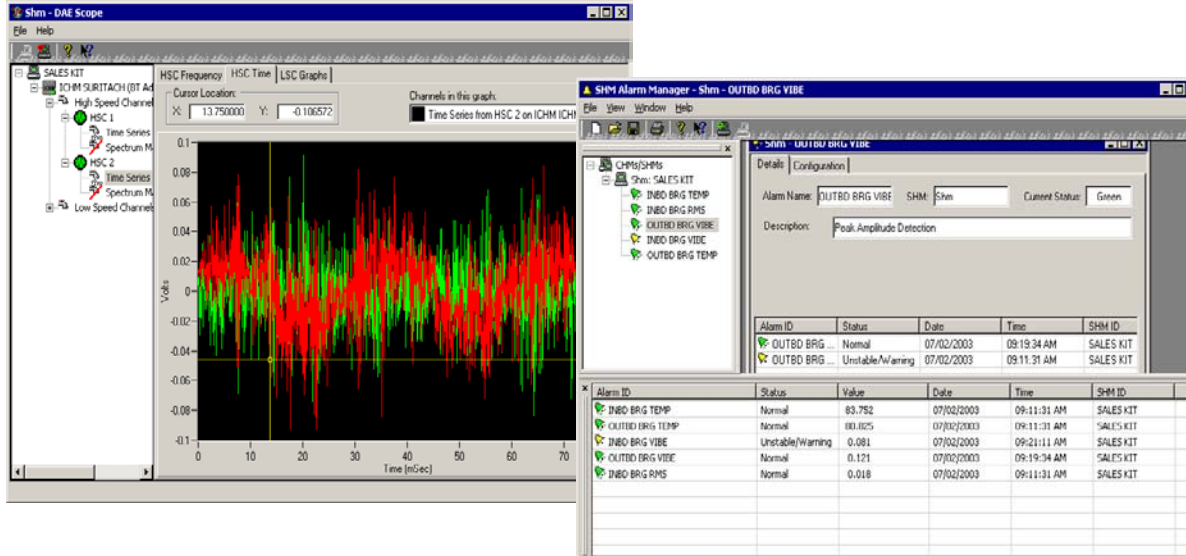 Shm - DAE Scope
File Help
SALES KIT
ICHM SURITACH (BT Ad
High Speed Channel
HSC 1
Time Series
Spectrum M
HSC 2
Time Series
Spectrum M
Low Speed Channels
HSC Frequency HSC Time LSC Graphs
Cursor Location:
X: 13.750000 Y: -0.106572
Channels in this graph:
Time Series from HSC 2 on ICHM ICH
Volts
0.1
0.08
0.06
0.04
0.02
0
-0.02
-0.04
-0.06
-0.08
-0.1
0 10 20 30 40 50 60 70
Time (mSec)
SHM Alarm Manager - Shm - OUTBD BRG VIBE
File View Window Help
CHMs/SHMs
Shm: SALES KIT
INBD BRG TEMP
INBD BRG RMS
OUTBD BRG VIBE
INBD BRG VIBE
OUTBD BRG TEMP
Shm - OUTBD BRG VIBE
Details Configuration
Alarm Name: OUTBD BRG VIBE SHM: Shm Current Status: Green
Description: Peak Amplitude Detection
Alarm ID Status Date Time SHM ID
OUTBD BRG ... Normal 07/02/2003 09:19:34 AM SALES KIT
OUTBD BRG ... Unstable/Warning 07/02/2003 09:11:31 AM SALES KIT
Alarm ID Status Value Date Time SHM ID
INBD BRG TEMP Normal 83.752 07/02/2003 09:11:31 AM SALES KIT
OUTBD BRG TEMP Normal 80.825 07/02/2003 09:11:31 AM SALES KIT
INBD BRG VIBE Unstable/Warning 0.081 07/02/2003 09:21:11 AM SALES KIT
OUTBD BRG VIBE Normal 0.121 07/02/2003 09:19:34 AM SALES KIT
INBD BRG RMS Normal 0.018 07/02/2003 09:11:31 AM SALES KIT